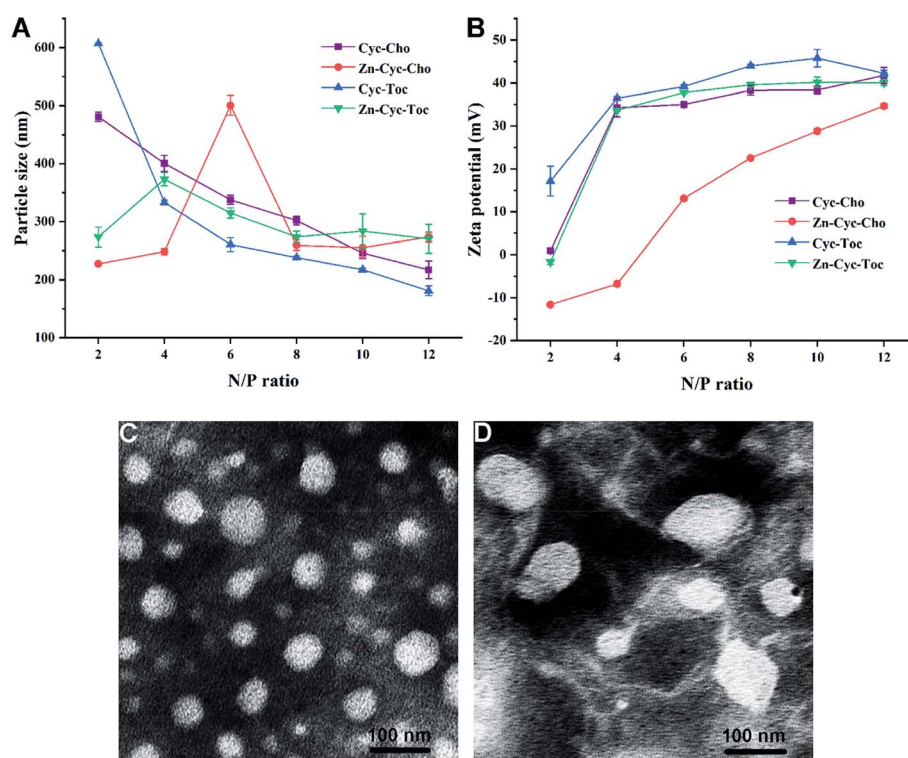 A
Particle size (nm)
600
500
400
300
200
100
2 4 6 8 10 12
N/P ratio
Cyc-Cho
Zn-Cyc-Cho
Cyc-Toc
Zn-Cyc-Toc
B
Zeta potential (mV)
50
40
30
20
10
0
-10
-20
2 4 6 8 10 12
N/P ratio
Cyc-Cho
Zn-Cyc-Cho
Cyc-Toc
Zn-Cyc-Toc
C
100 nm
D
100 nm